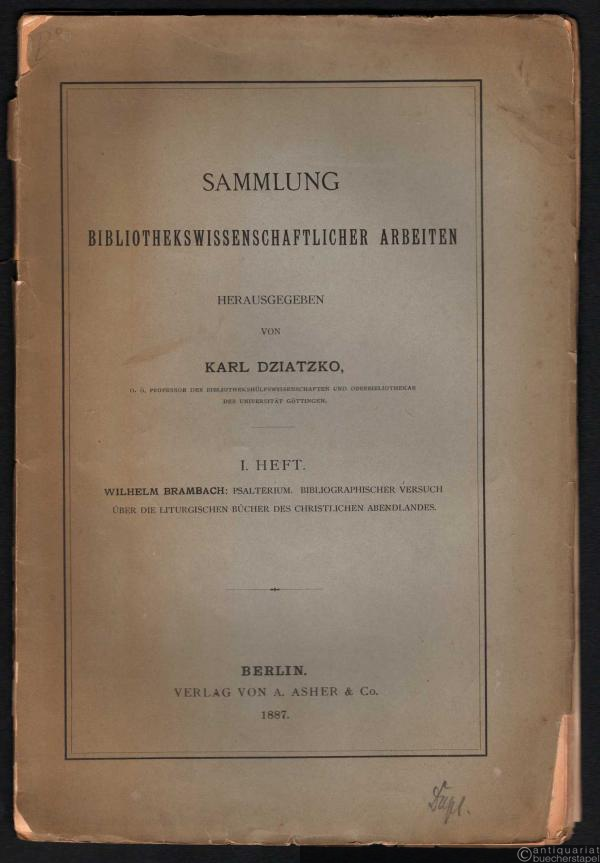 SAMMLUNG
BIBLIOTHEKSWISSENSCHAFTLICHER ARBEITEN
HERAUSGEGEBEN
VON
KARL DZIATZKO,
O. Ö. PROFESSOR DER BIBLIOTHEKSHÜLFSWISSENSCHAFTEN UND OBERBIBLIOTHEKAR
DER UNIVERSITÄT GÖTTINGEN.
I. HEFT.
WILHELM BRAMBACH: PSALTERIUM. BIBLIOGRAPHISCHER VERSUCH
ÜBER DIE LITURGISCHEN BÜCHER DES CHRISTLICHEN ABENDLANDES.
BERLIN.
VERLAG VON A. ASHER & Co.
1887.
Dupl.
©antiquariat
buecherstapel